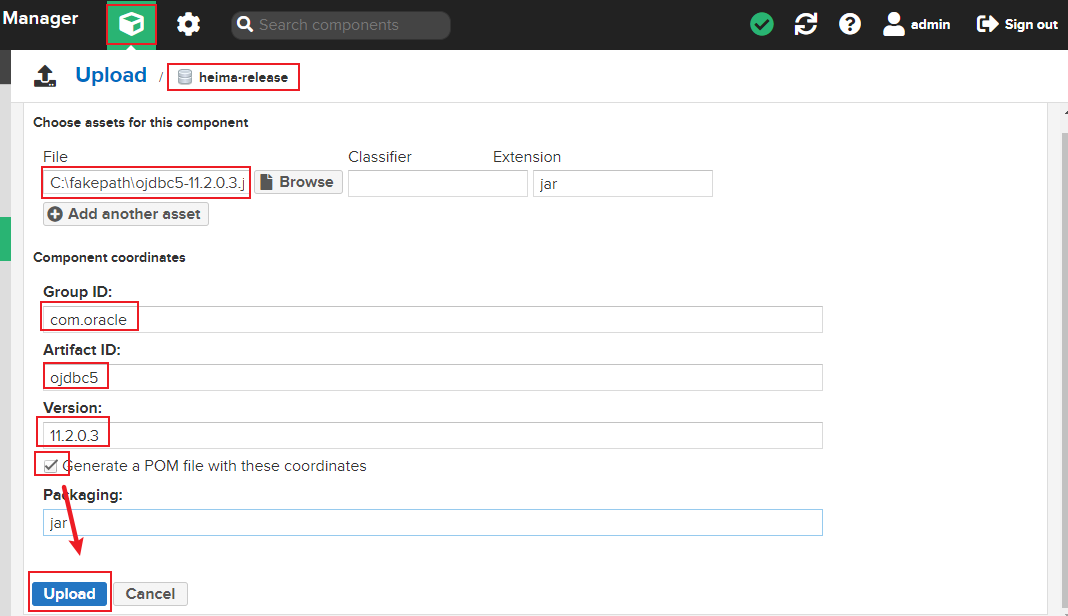 Manager
Search components
admin
Sign out
Upload / heima-release
Choose assets for this component
File Classifier Extension
C:\fakepath\ojdbc5-11.2.0.3.j Browse jar
Add another asset
Component coordinates
Group ID:
com.oracle
Artifact ID:
ojdbc5
Version:
11.2.0.3
Generate a POM file with these coordinates
Packaging:
jar
Upload Cancel